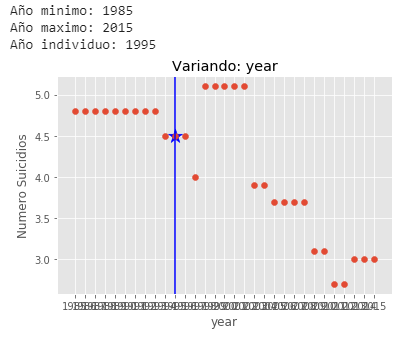 Año minimo: 1985
Año maximo: 2015
Año individuo: 1995
Variando: year
5.0
4.5
4.0
3.5
3.0
Numero Suicidios
year